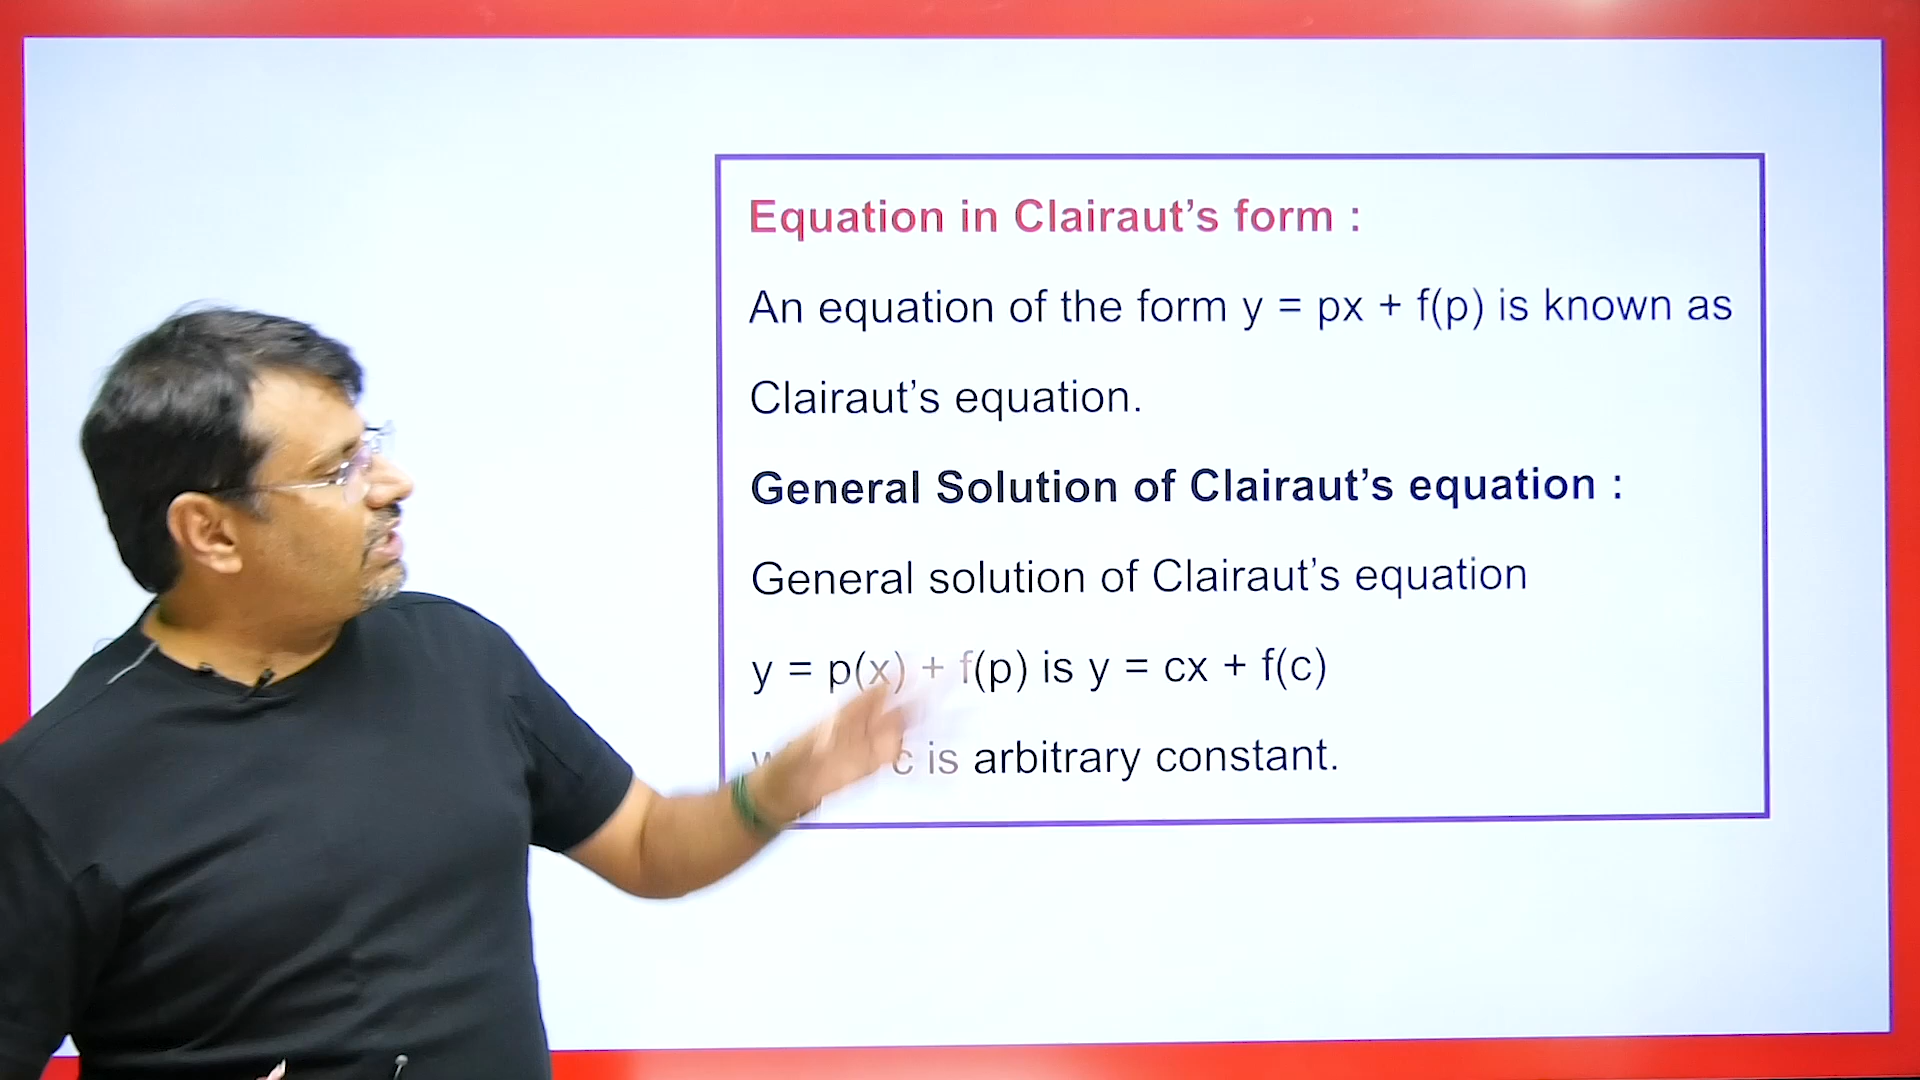 Equation in Clairaut’s form :
An equation of the form y = px + f(p) is known as
Clairaut’s equation.
General Solution of Clairaut’s equation :
General solution of Clairaut’s equation
y = p(x) + f(p) is y = cx + f(c)
c is arbitrary constant.